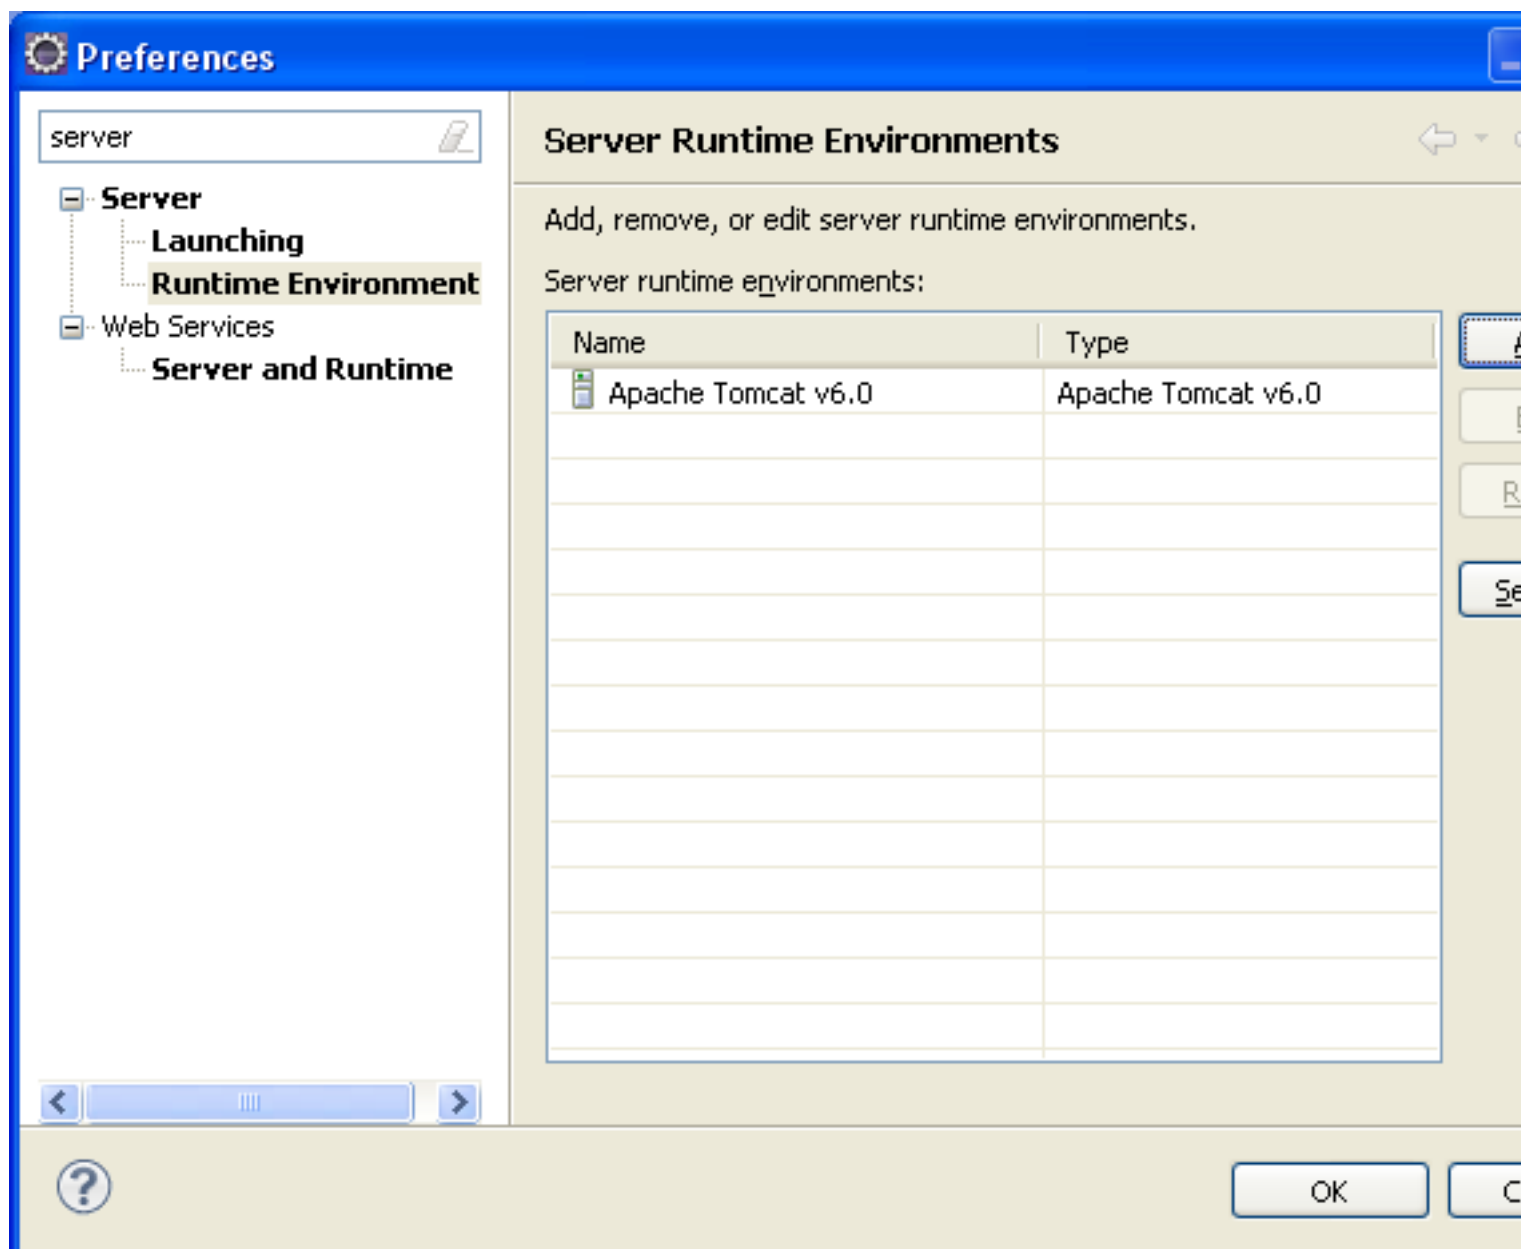 Preferences
server
Server
Launching
Runtime Environment
Web Services
Server and Runtime
Server Runtime Environments
Add, remove, or edit server runtime environments.
Server runtime environments:
Name Type
Apache Tomcat v6.0 Apache Tomcat v6.0
OK